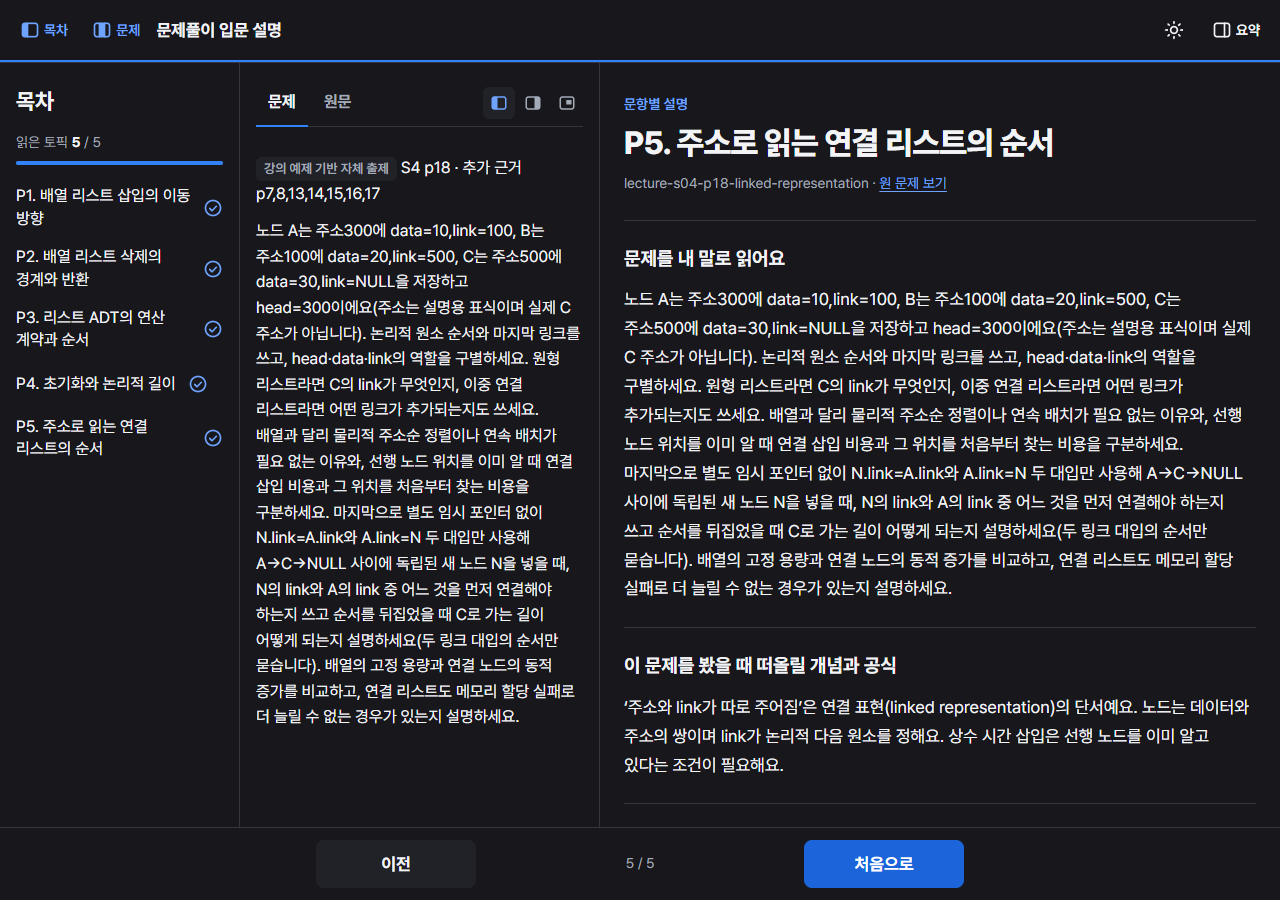 목차
문제
문제풀이 입문 설명
요약
목차
읽은 토픽 5 / 5
P1. 배열 리스트 삽입의 이동
방향
P2. 배열 리스트 삭제의
경계와 반환
P3. 리스트 ADT의 연산
계약과 순서
P4. 초기화와 논리적 길이
P5. 주소로 읽는 연결
리스트의 순서
문제
원문
강의 예제 기반 자체 출제 S4 p18 · 추가 근거
p7,8,13,14,15,16,17
노드 A는 주소300에 data=10,link=100, B는
주소100에 data=20,link=500, C는 주소500에
data=30,link=NULL을 저장하고
head=300이에요(주소는 설명용 표식이며 실제 C
주소가 아닙니다). 논리적 원소 순서와 마지막 링크를
쓰고, head·data·link의 역할을 구별하세요. 원형
리스트라면 C의 link가 무엇인지, 이중 연결
리스트라면 어떤 링크가 추가되는지도 쓰세요.
배열과 달리 물리적 주소순 정렬이나 연속 배치가
필요 없는 이유와, 선행 노드 위치를 이미 알 때 연결
삽입 비용과 그 위치를 처음부터 찾는 비용을
구분하세요. 마지막으로 별도 임시 포인터 없이
N.link=A.link와 A.link=N 두 대입만 사용해
A→C→NULL 사이에 독립된 새 노드 N을 넣을 때,
N의 link와 A의 link 중 어느 것을 먼저 연결해야
하는지 쓰고 순서를 뒤집었을 때 C로 가는 길이
어떻게 되는지 설명하세요(두 링크 대입의 순서만
묻습니다). 배열의 고정 용량과 연결 노드의 동적
증가를 비교하고, 연결 리스트도 메모리 할당 실패로
더 늘릴 수 없는 경우가 있는지 설명하세요.
문항별 설명
P5. 주소로 읽는 연결 리스트의 순서
lecture-s04-p18-linked-representation · 원 문제 보기
문제를 내 말로 읽어요
노드 A는 주소300에 data=10,link=100, B는 주소100에 data=20,link=500, C는
주소500에 data=30,link=NULL을 저장하고 head=300이에요(주소는 설명용 표식이며 실제
C 주소가 아닙니다). 논리적 원소 순서와 마지막 링크를 쓰고, head·data·link의 역할을
구별하세요. 원형 리스트라면 C의 link가 무엇인지, 이중 연결 리스트라면 어떤 링크가
추가되는지도 쓰세요. 배열과 달리 물리적 주소순 정렬이나 연속 배치가 필요 없는 이유와, 선행
노드 위치를 이미 알 때 연결 삽입 비용과 그 위치를 처음부터 찾는 비용을 구분하세요.
마지막으로 별도 임시 포인터 없이 N.link=A.link와 A.link=N 두 대입만 사용해 A→C→NULL
사이에 독립된 새 노드 N을 넣을 때, N의 link와 A의 link 중 어느 것을 먼저 연결해야 하는지
쓰고 순서를 뒤집었을 때 C로 가는 길이 어떻게 되는지 설명하세요(두 링크 대입의 순서만
묻습니다). 배열의 고정 용량과 연결 노드의 동적 증가를 비교하고, 연결 리스트도 메모리 할당
실패로 더 늘릴 수 없는 경우가 있는지 설명하세요.
이 문제를 봤을 때 떠올릴 개념과 공식
‘주소와 link가 따로 주어짐’은 연결 표현(linked representation)의 단서예요. 노드는 데이터와
주소의 쌍이며 link가 논리적 다음 원소를 정해요. 상수 시간 삽입은 선행 노드를 이미 알고
있다는 조건이 필요해요.
이전
5 / 5
처음으로